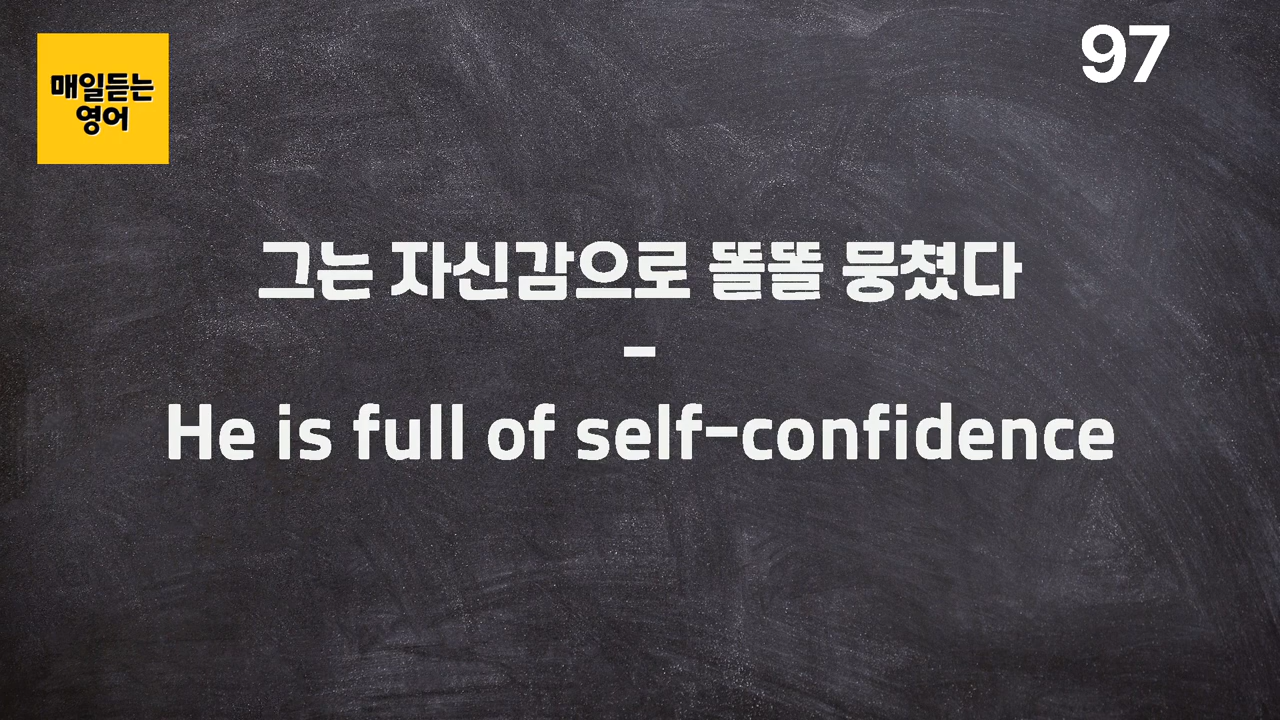 매일듣는
영어
97
그는 자신감으로 똘똘 뭉쳤다
-
He is full of self-confidence